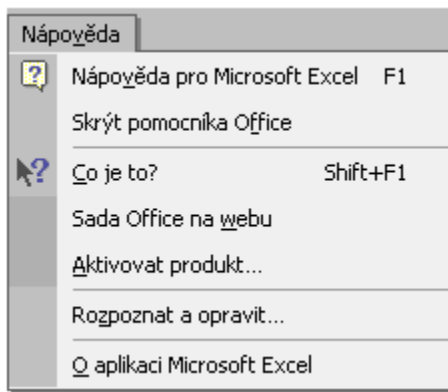 Nápověda
Nápověda pro Microsoft Excel F1
Skrýt pomocníka Office
Co je to? Shift+F1
Sada Office na webu
Aktivovat produkt...
Rozpoznat a opravit...
O aplikaci Microsoft Excel